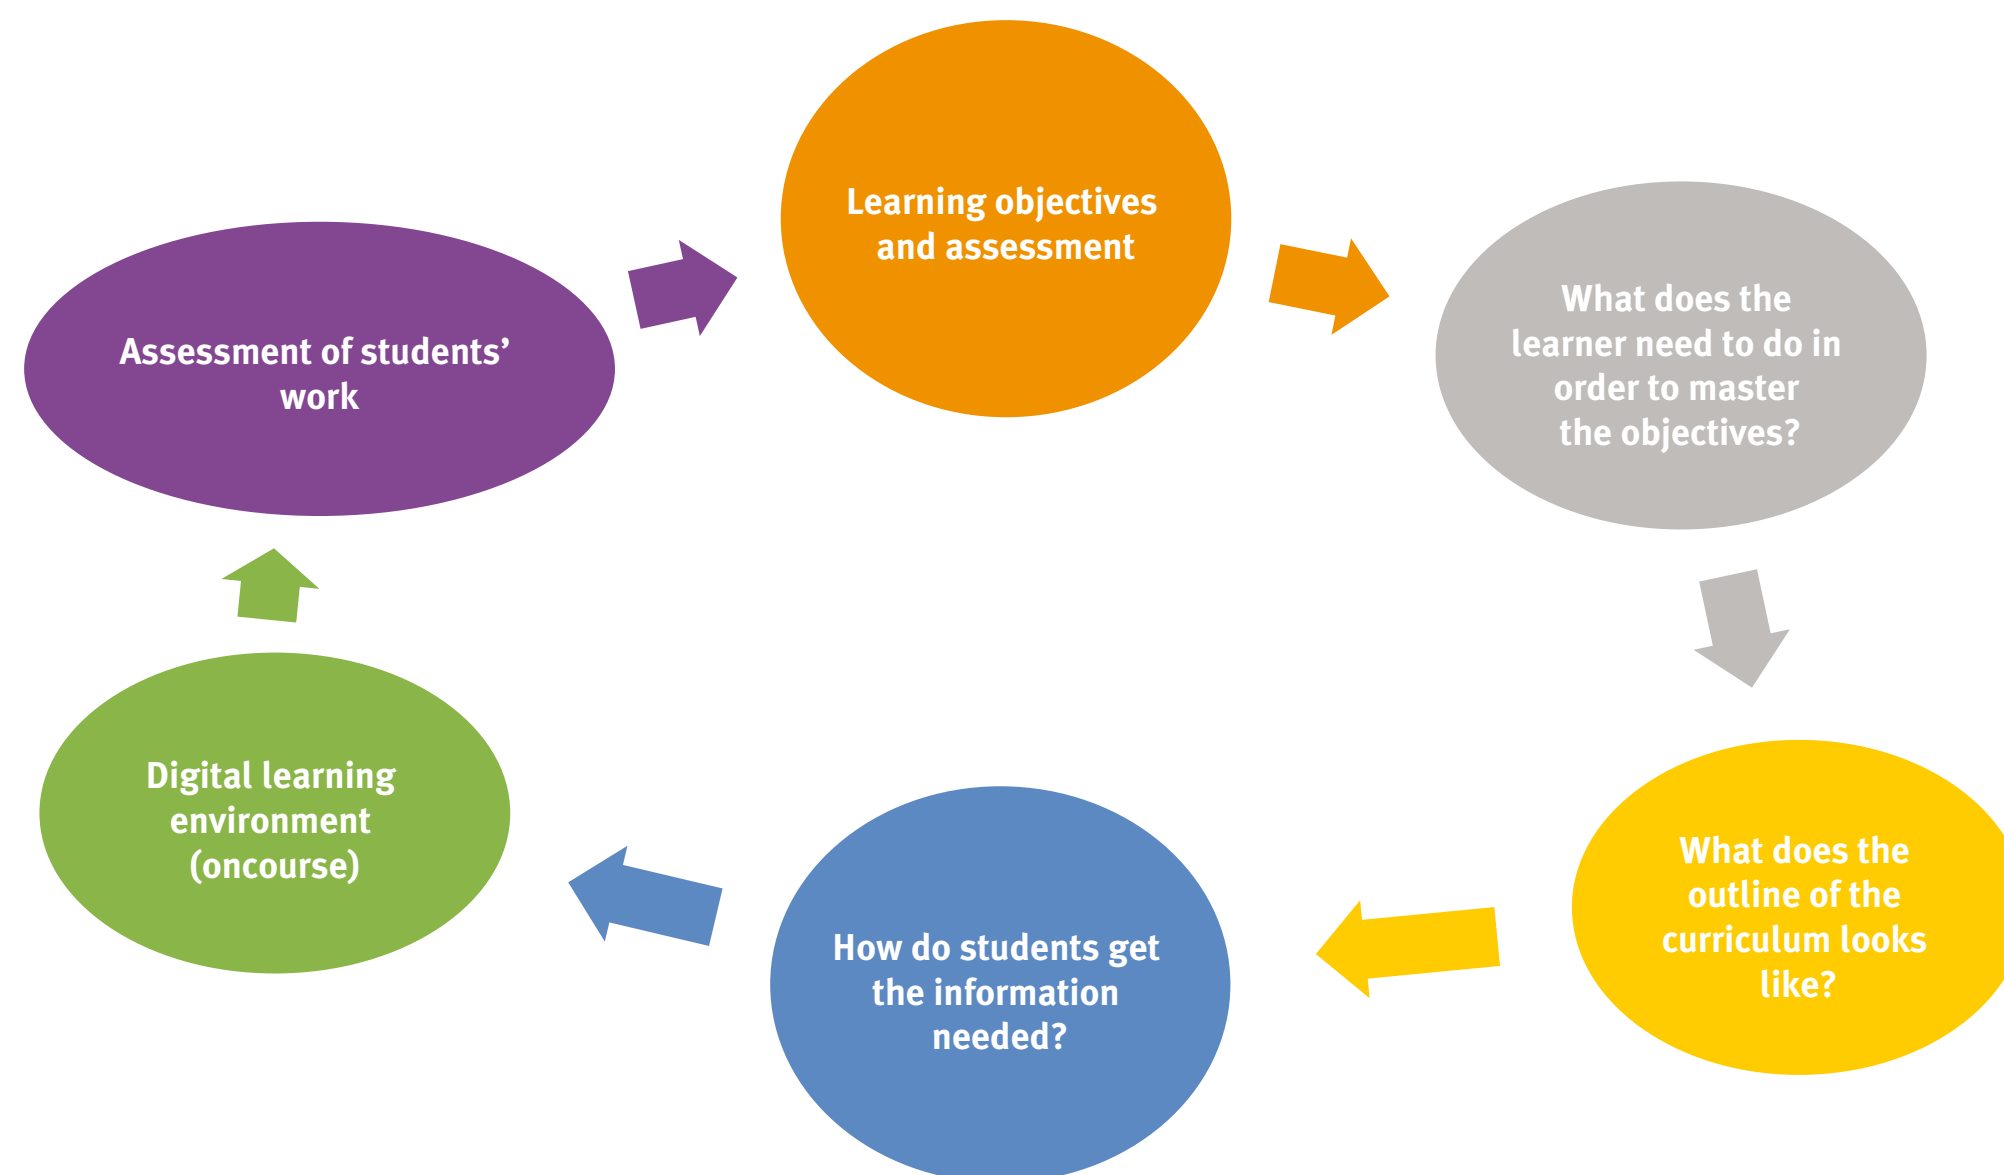 Learning objectives
and assessment
What does the
learner need to do in
order to master
the objectives?
What does the
outline of the
curriculum looks
like?
How do students get
the information
needed?
Digital learning
environment
(oncourse)
Assessment of students’
work